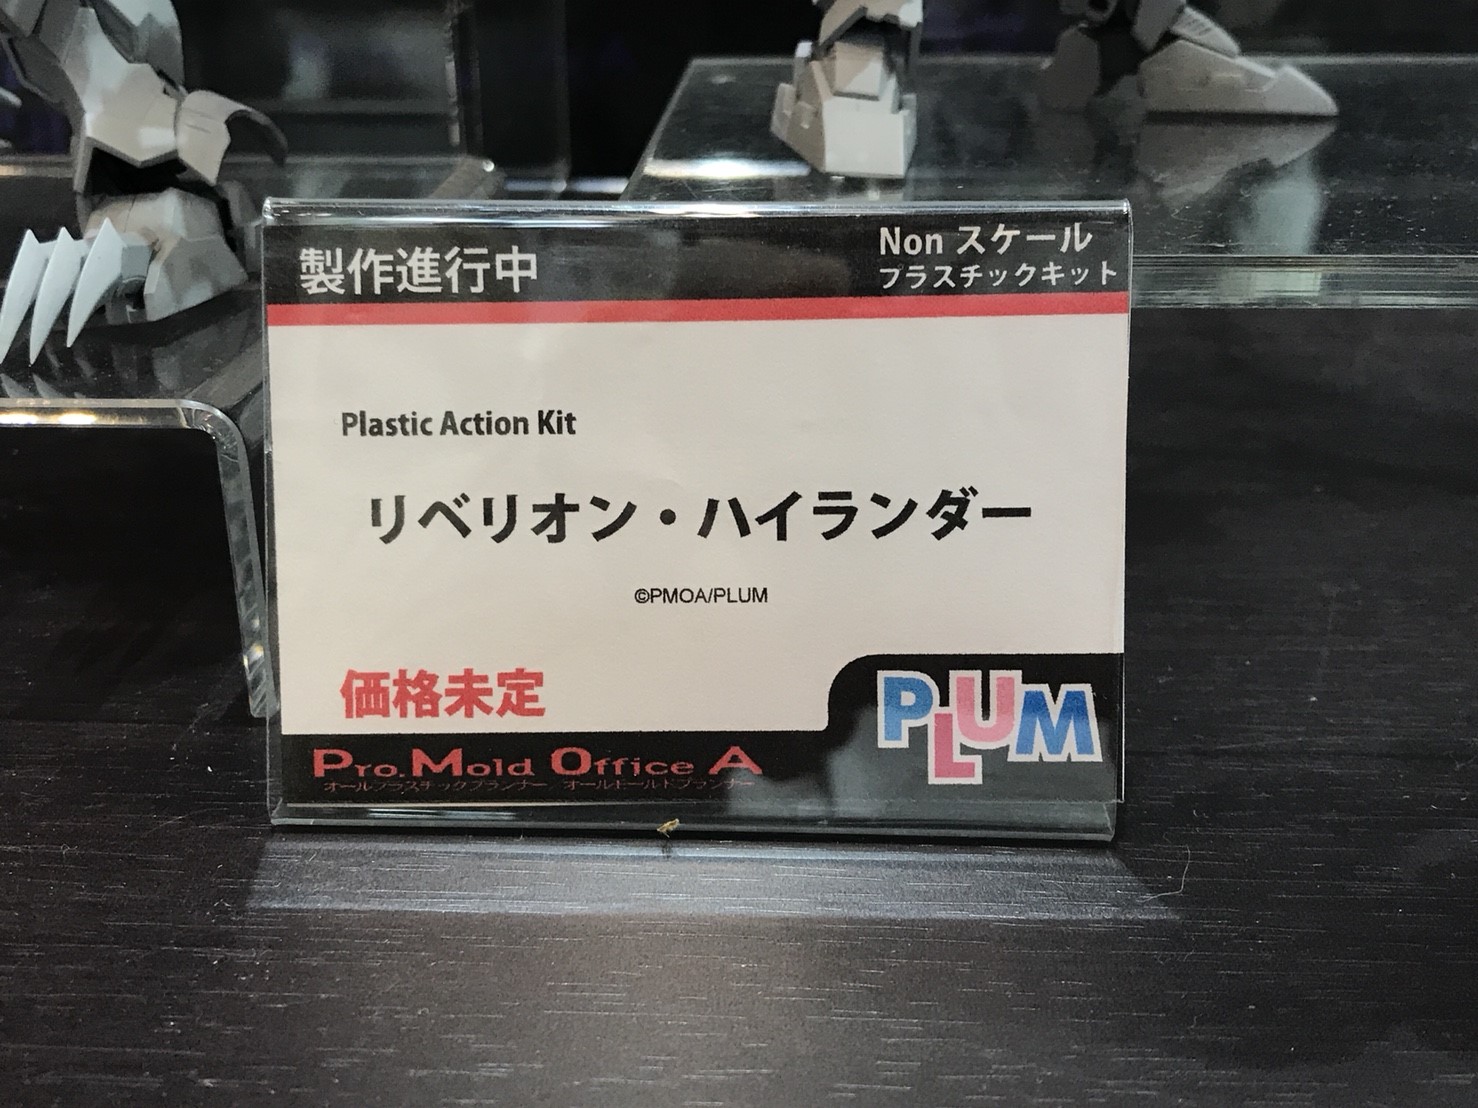 製作進行中
Non スケール
プラスチックキット
Plastic Action Kit
リベリオン・ハイランダー
©PMOA/PLUM
価格未定
Pro.Mold Office A
PLUM